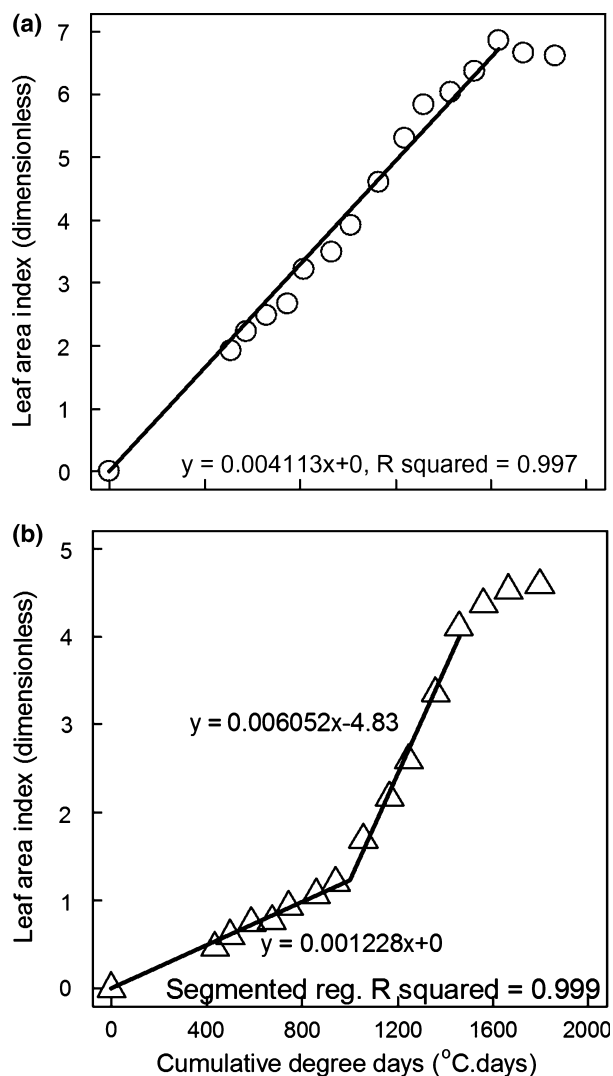 (a)
7
6
5
4
3
2
1
0
Leaf area index (dimensionless)
y = 0.004113x+0, R squared = 0.997
(b)
5
4
3
2
1
0
Leaf area index (dimensionless)
y = 0.006052x-4.83
y = 0.001228x+0
Segmented reg. R squared = 0.999
0 400 800 1200 1600 2000
Cumulative degree days (°C.days)